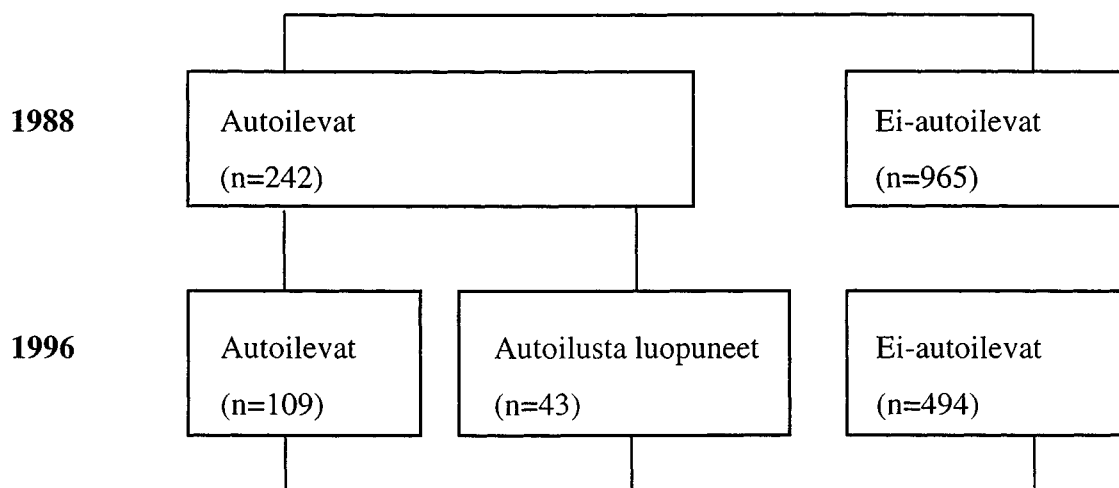 1988
Autoilevat
(n=242)
Ei-autoilevat
(n=965)
1996
Autoilevat
(n=109)
Autoilusta luopuneet
(n=43)
Ei-autoilevat
(n=494)